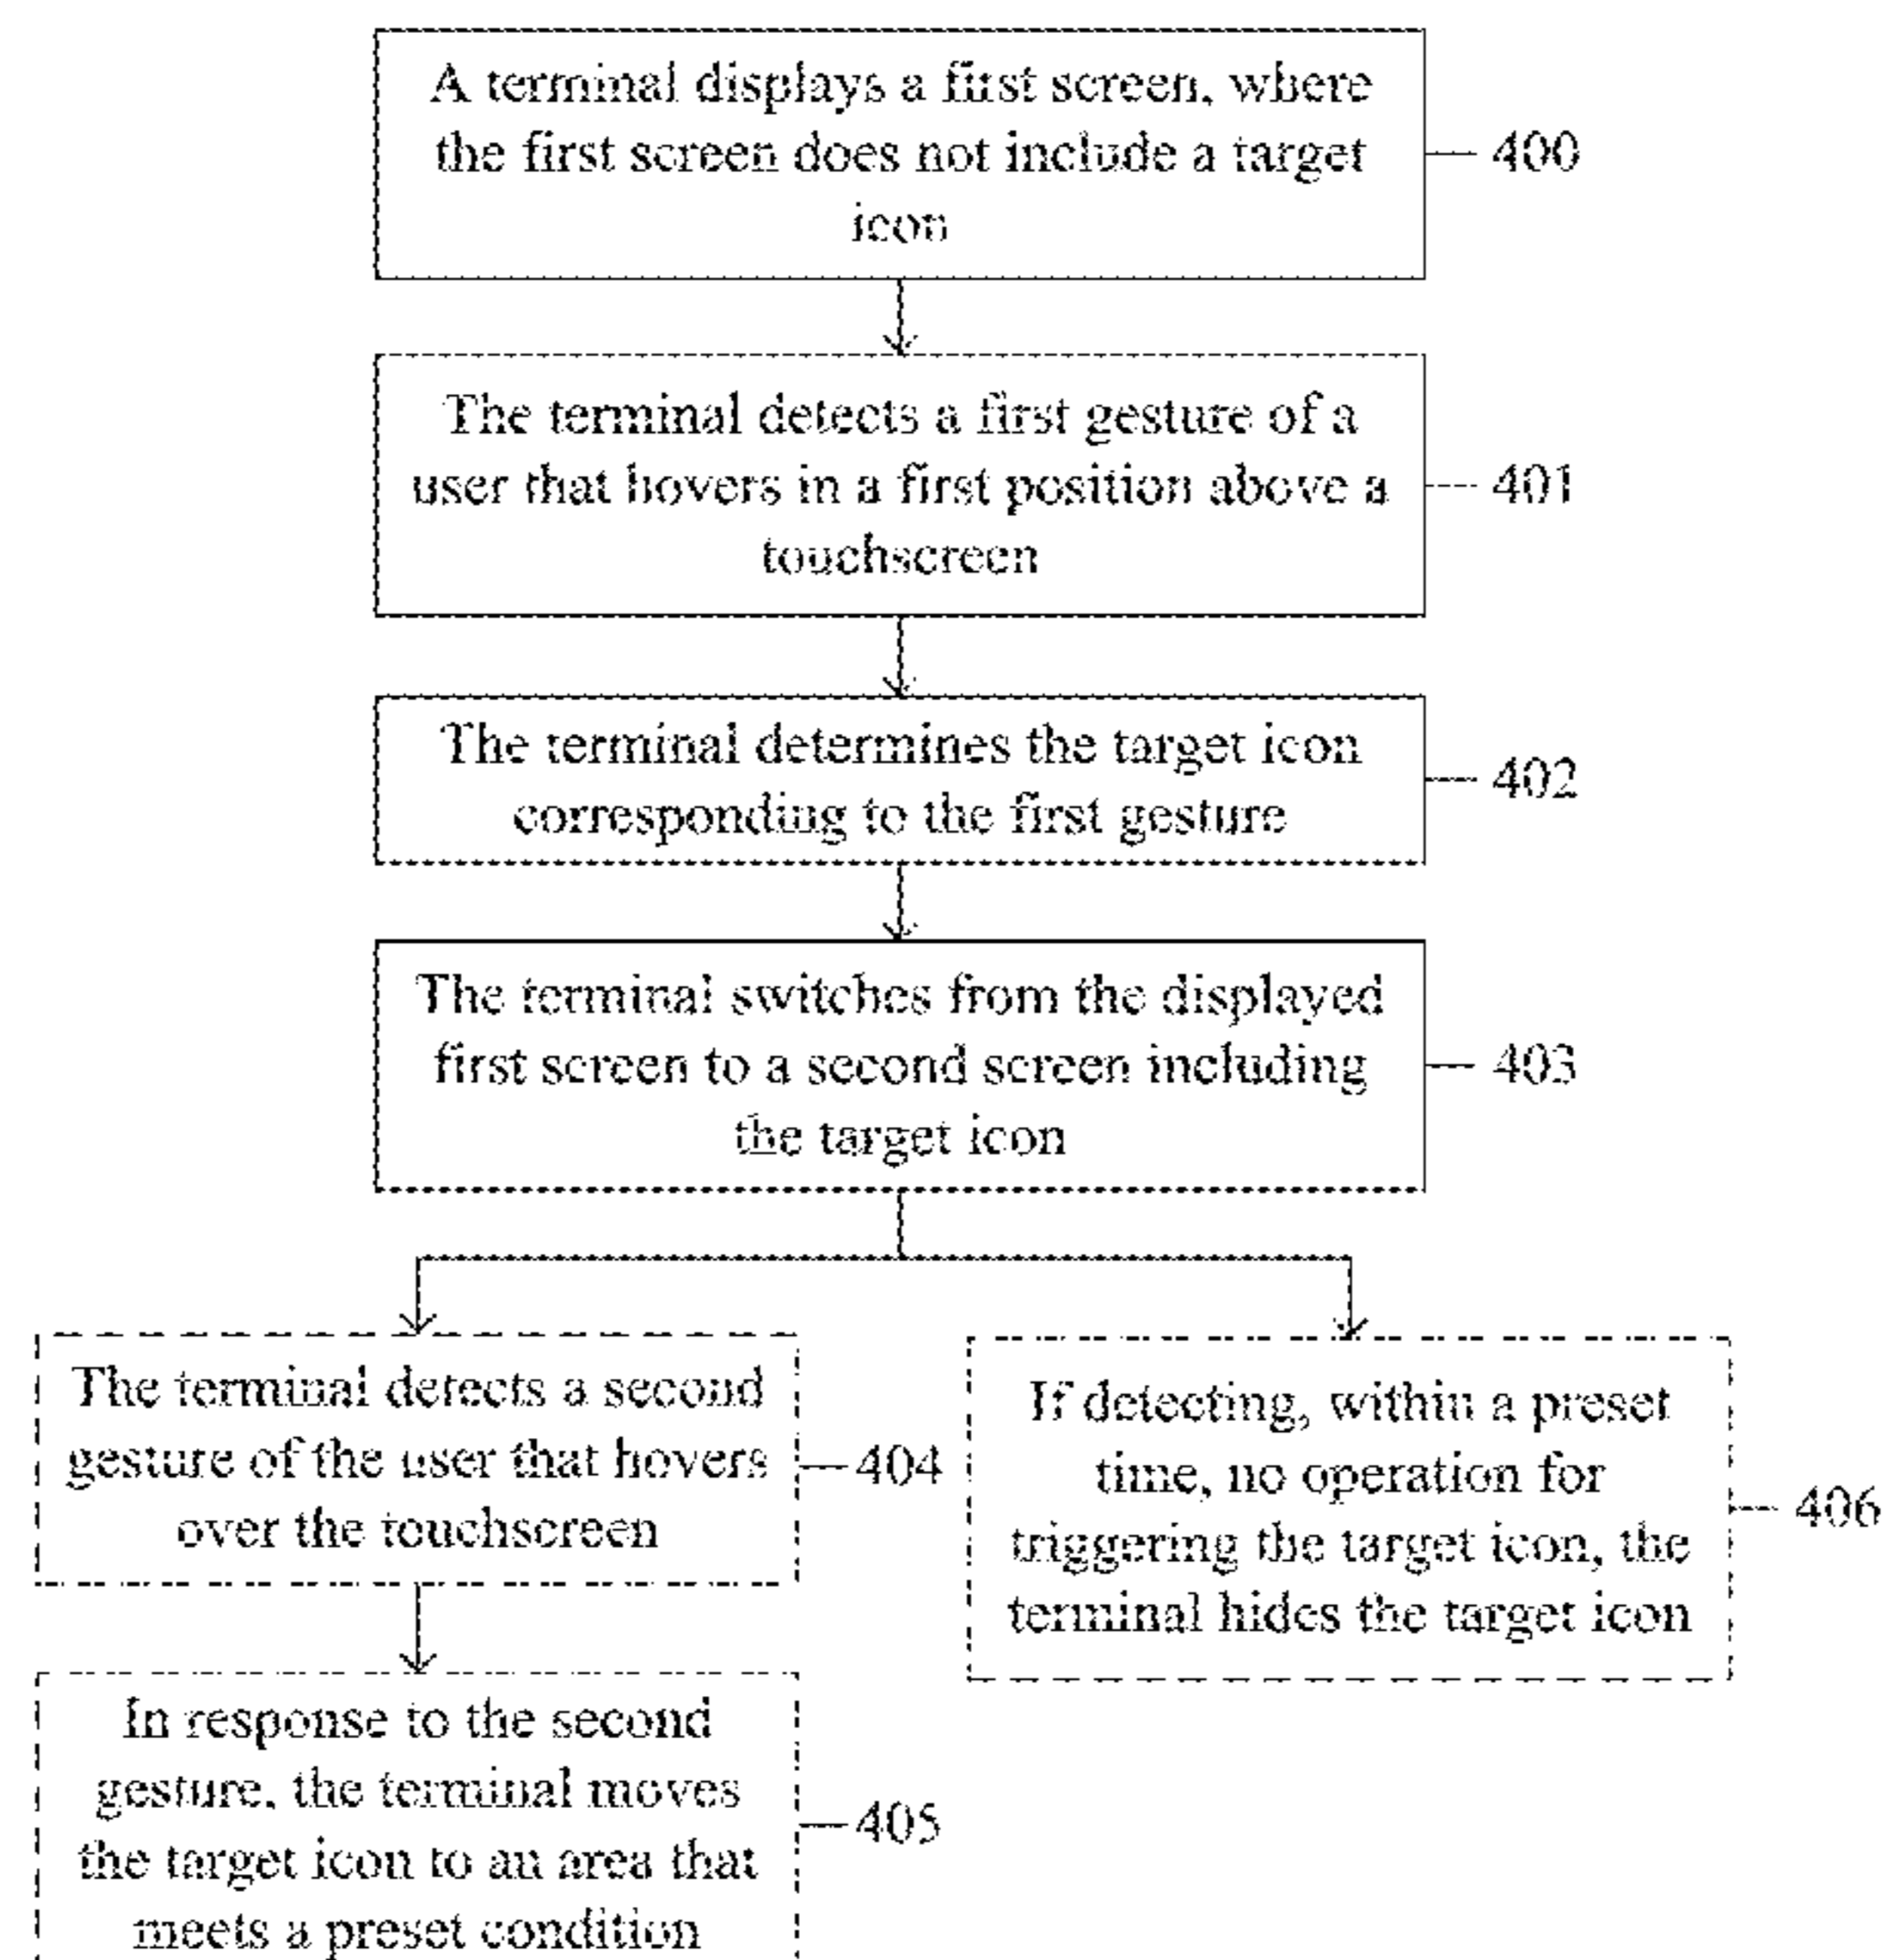 A terminal displays a first screen, where
the first screen does not include a target
icon
400
The terminal detects a first gesture of a
user that hovers in a first position above a
touchscreen
401
The terminal determines the target icon
corresponding to the first gesture
402
The terminal switches from the displayed
first screen to a second screen including
the target icon
403
The terminal detects a second
gesture of the user that hovers
over the touchscreen
404
In response to the second
gesture, the terminal moves
the target icon to an area that
meets a preset condition
405
If detecting, within a preset
time, no operation for
triggering the target icon, the
terminal hides the target icon
406